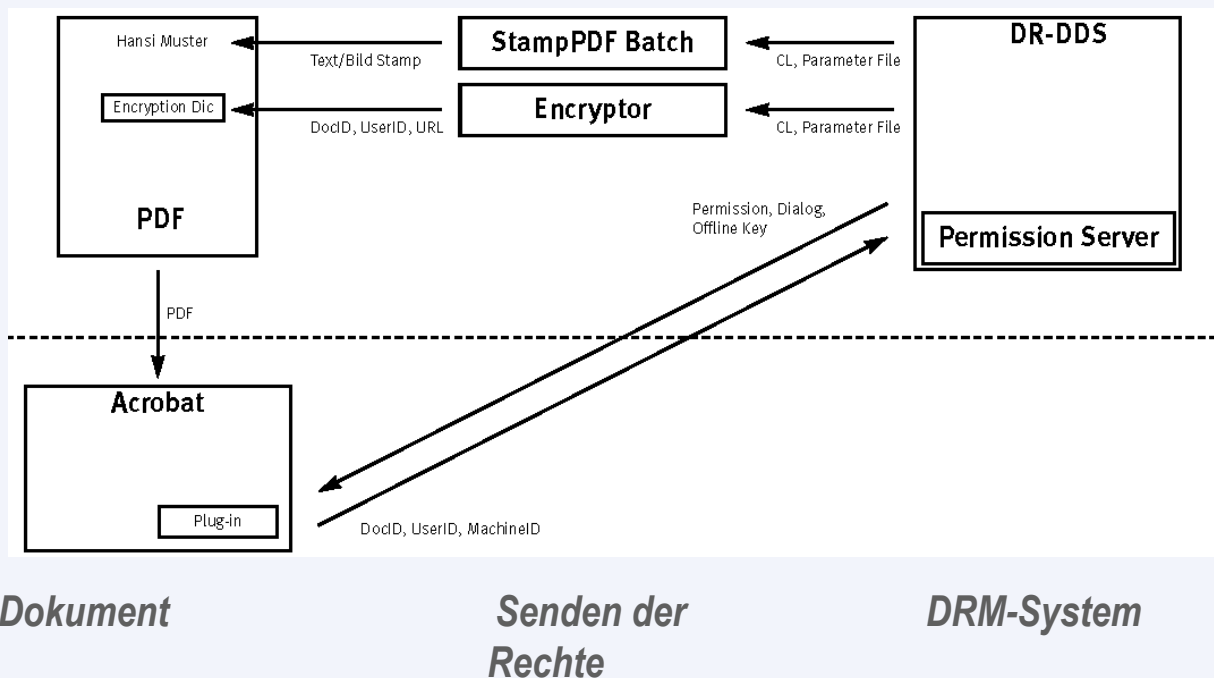 Hansi Muster
Text/Bild Stamp
StampPDF Batch
CL, Parameter File
DR-DDS
Encryption Dic
DocID, UserID, URL
Encryptor
CL, Parameter File
PDF
Permission, Dialog,
Offline Key
Permission Server
PDF
Acrobat
Plug-in
DocID, UserID, MachineID
Dokument
Senden der
Rechte
DRM-System